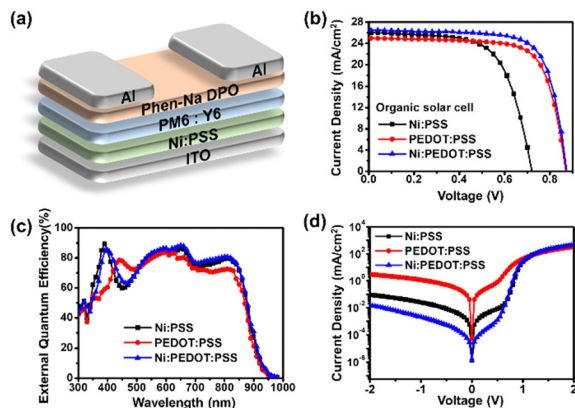 (a)
Al
Al
Phen-Na DPO
PM6 : Y6
Ni:PSS
ITO
(b)
Current Density (mA/cm²)
28
24
20
16
12
8
4
0
Organic solar cell
Ni:PSS
PEDOT:PSS
Ni:PEDOT:PSS
0.0 0.2 0.4 0.6 0.8
Voltage (V)
(c)
External Quantum Efficiency(%)
100
80
60
40
20
0
Ni:PSS
PEDOT:PSS
Ni:PEDOT:PSS
300 400 500 600 700 800 900 1000
Wavelength (nm)
(d)
Current Density (mA/cm²)
10⁴
10²
10⁰
10⁻²
10⁻⁴
10⁻⁶
Ni:PSS
PEDOT:PSS
Ni:PEDOT:PSS
-2 -1 0 1 2
Voltage (V)